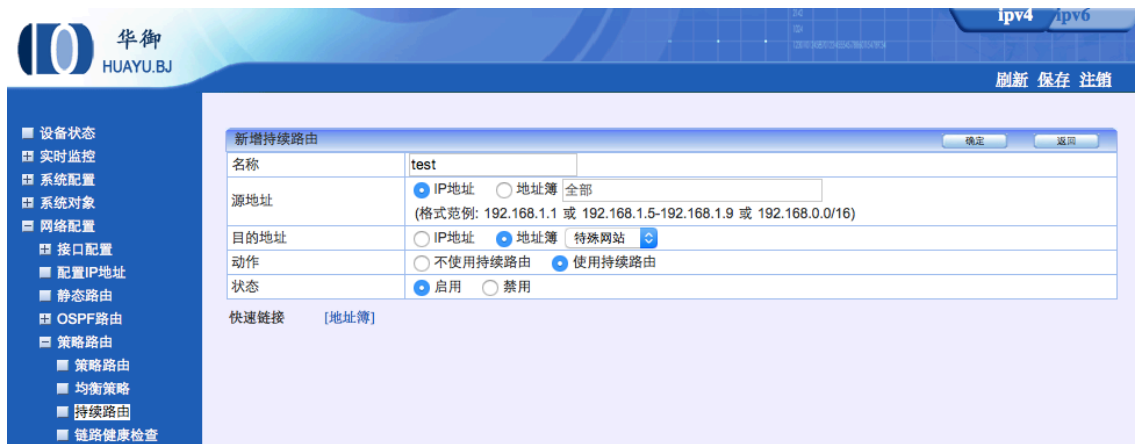 ipv4 ipv6
华御
HUAYU.BJ
刷新 保存 注销
设备状态
实时监控
系统配置
系统对象
网络配置
接口配置
配置IP地址
静态路由
OSPF路由
策略路由
策略路由
均衡策略
持续路由
链路健康检查
新增持续路由 确定 返回
名称 test
源地址 IP地址 地址簿 全部
(格式范例: 192.168.1.1 或 192.168.1.5-192.168.1.9 或 192.168.0.0/16)
目的地址 IP地址 地址簿 特殊网站
动作 不使用持续路由 使用持续路由
状态 启用 禁用
快速链接 [地址簿]